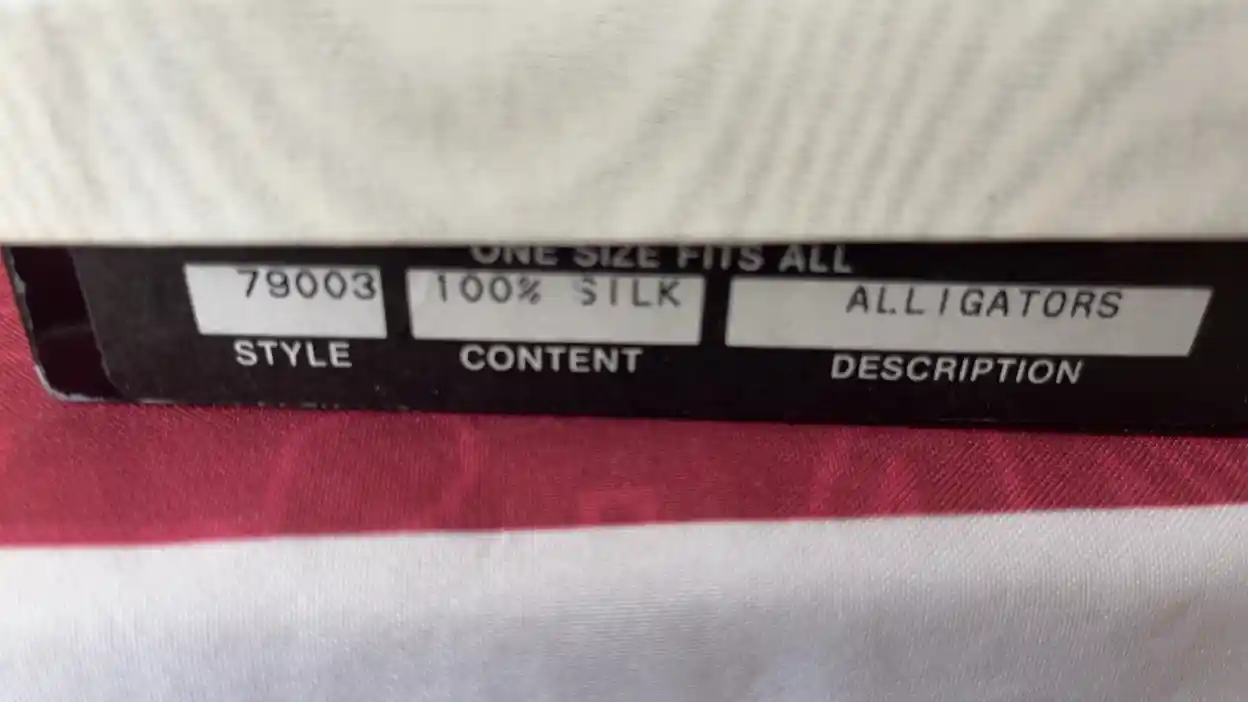 ONE SIZE FITS ALL
79003 100% SILK ALLIGATORS
STYLE CONTENT DESCRIPTION